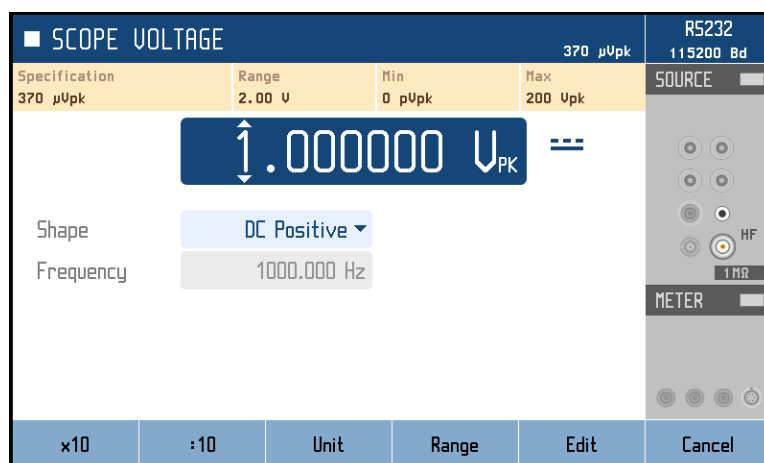 SCOPE VOLTAGE
370 µVpk
RS232
115200 Bd
Specification Range Min Max
370 µVpk 2.00 V 0 pVpk 200 Vpk
SOURCE
1.000000 VPK
Shape DC Positive
HF
Frequency 1000.000 Hz
1MΩ
METER
x10 :10 Unit Range Edit Cancel